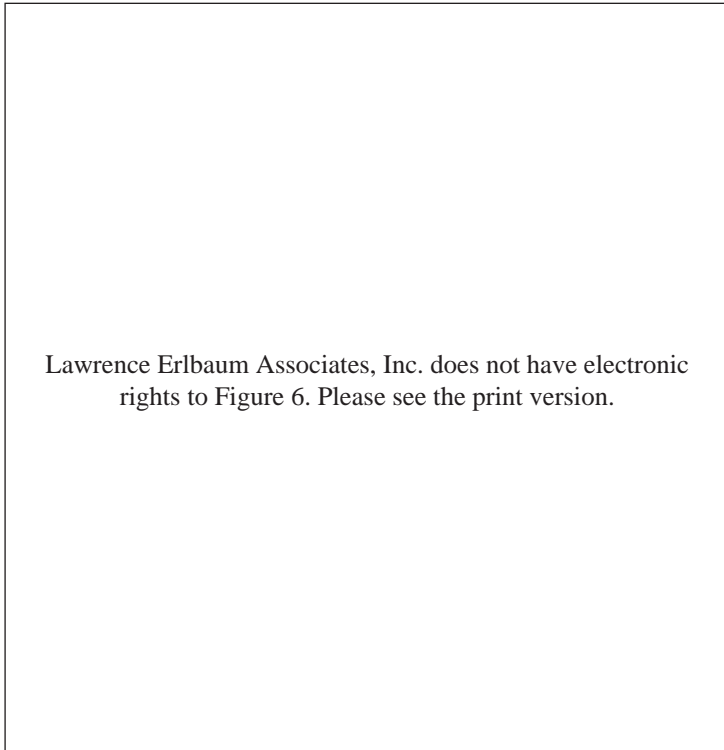 Lawrence Erlbaum Associates, Inc. does not have electronic
rights to Figure 6. Please see the print version.